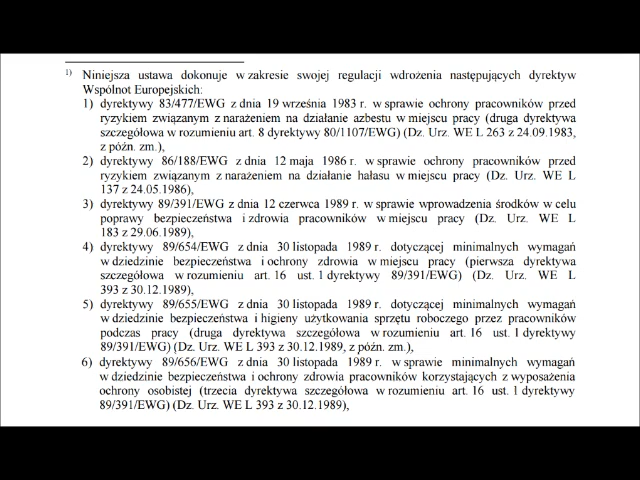 1) Niniejsza ustawa dokonuje w zakresie swojej regulacji wdrożenia następujących dyrektyw
Wspólnot Europejskich:
1) dyrektywy 83/477/EWG z dnia 19 września 1983 r. w sprawie ochrony pracowników przed
ryzykiem związanym z narażeniem na działanie azbestu w miejscu pracy (druga dyrektywa
szczegółowa w rozumieniu art. 8 dyrektywy 80/1107/EWG) (Dz. Urz. WE L 263 z 24.09.1983,
z późn. zm.),
2) dyrektywy 86/188/EWG z dnia 12 maja 1986 r. w sprawie ochrony pracowników przed
ryzykiem związanym z narażeniem na działanie hałasu w miejscu pracy (Dz. Urz. WE L
137 z 24.05.1986),
3) dyrektywy 89/391/EWG z dnia 12 czerwca 1989 r. w sprawie wprowadzenia środków w celu
poprawy bezpieczeństwa i zdrowia pracowników w miejscu pracy (Dz. Urz. WE L
183 z 29.06.1989),
4) dyrektywy 89/654/EWG z dnia 30 listopada 1989 r. dotyczącej minimalnych wymagań
w dziedzinie bezpieczeństwa i ochrony zdrowia w miejscu pracy (pierwsza dyrektywa
szczegółowa w rozumieniu art. 16 ust. 1 dyrektywy 89/391/EWG) (Dz. Urz. WE L
393 z 30.12.1989),
5) dyrektywy 89/655/EWG z dnia 30 listopada 1989 r. dotyczącej minimalnych wymagań
w dziedzinie bezpieczeństwa i higieny użytkowania sprzętu roboczego przez pracowników
podczas pracy (druga dyrektywa szczegółowa w rozumieniu art. 16 ust. 1 dyrektywy
89/391/EWG) (Dz. Urz. WE L 393 z 30.12.1989, z późn. zm.),
6) dyrektywy 89/656/EWG z dnia 30 listopada 1989 r. w sprawie minimalnych wymagań
w dziedzinie bezpieczeństwa i ochrony zdrowia pracowników korzystających z wyposażenia
ochrony osobistej (trzecia dyrektywa szczegółowa w rozumieniu art. 16 ust. 1 dyrektywy
89/391/EWG) (Dz. Urz. WE L 393 z 30.12.1989),